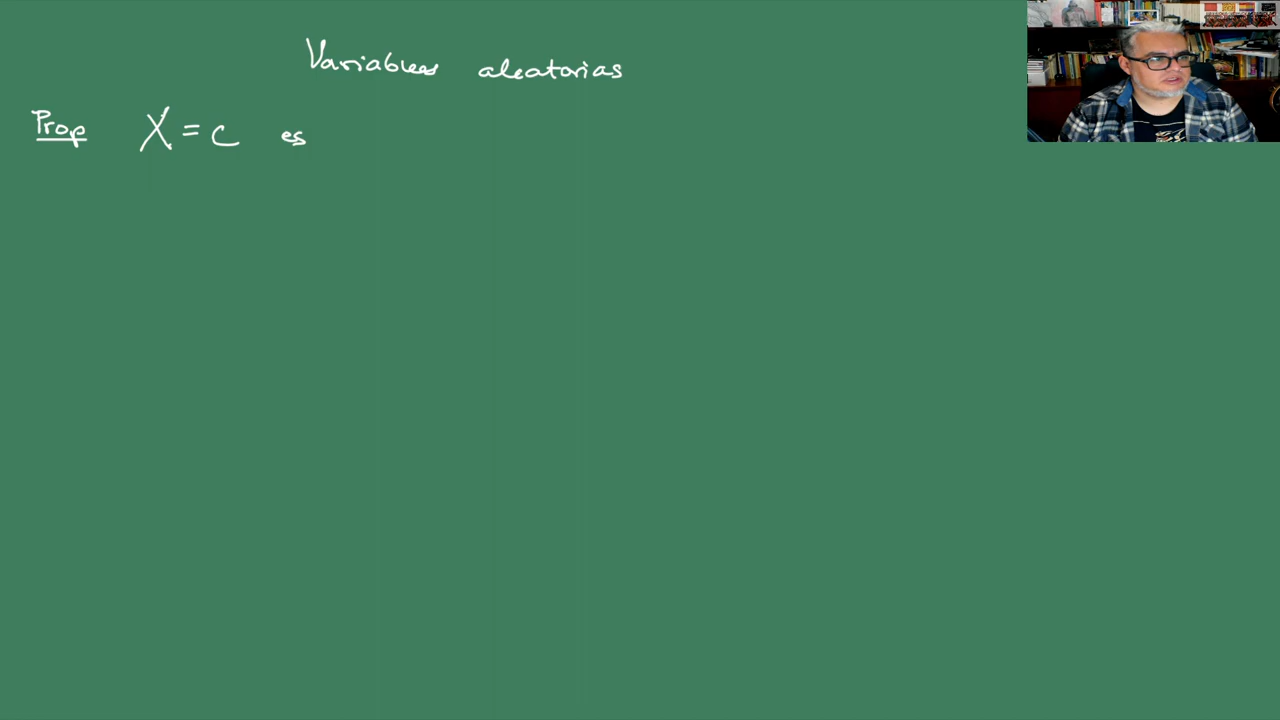 Variables aleatorias
Prop X = c es